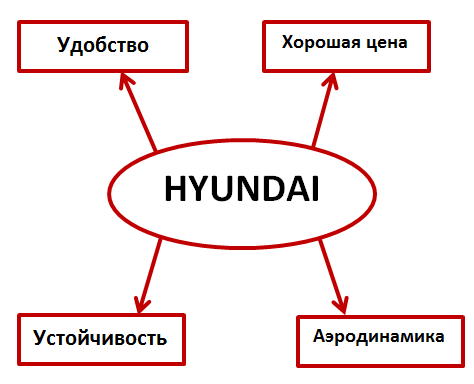 Удобство
Хорошая цена
HYUNDAI
Устойчивость
Аэродинамика